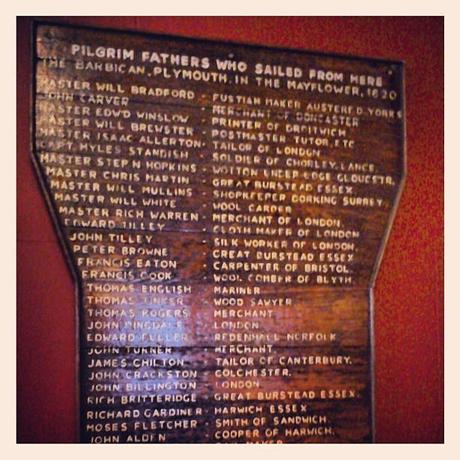 PILGRIM FATHERS WHO SAILED FROM HERE
THE BARBICAN, PLYMOUTH, IN THE MAYFLOWER, 1620
MASTER WILL BRADFORD - FUSTIAN MAKER AUSTERFD. YORKS
JOHN CARVER - MERCHANT OF DONCASTER
MASTER EDWD WINSLOW - PRINTER OF DROITWICH
MASTER WILL BREWSTER - POSTMASTER TUTOR, ETC
MASTER ISAAC ALLERTON - TAILOR OF LONDON
CAPT MYLES STANDISH - SOLDIER OF CHORLEY, LANCE.
MASTER STEPN HOPKINS - WOTTON UNDER EDGE GLOUCESTR.
MASTER CHRIS MARTIN - GREAT BURSTEAD ESSEX
MASTER WILL MULLINS - SHOPKEEPER DORKING SURREY.
MASTER WILL WHITE - WOOL CARDER
MASTER RICH WARREN - MERCHANT OF LONDON.
EDWARD TILLEY - CLOTH MAKER OF LONDON
JOHN TILLEY - SILK WORKER OF LONDON
PETER BROWNE - GREAT BURSTEAD ESSEX
FRANCIS EATON - CARPENTER OF BRISTOL.
FRANCIS COOK - WOOL COMBER OF BLYTH.
THOMAS ENGLISH - MARINER
THOMAS TINKER - WOOD SAWYER
THOMAS ROGERS - MERCHANT
JOHN RINGDALE - LONDON
EDWARD FULLER - REDENHALL NORFOLK
JOHN TURNER - MERCHANT.
JAMES CHILTON - TAILOR OF CANTERBURY.
JOHN CRACKSTON - COLCHESTER.
JOHN BILLINGTON - LONDON
RICH BRITTERIDGE - GREAT BURSTEAD ESSEX.
RICHARD GARDINER - HARWICH ESSEX
MOSES FLETCHER - SMITH OF SANDWICH.
JOHN ALDEN - COOPER OF HARWICH.